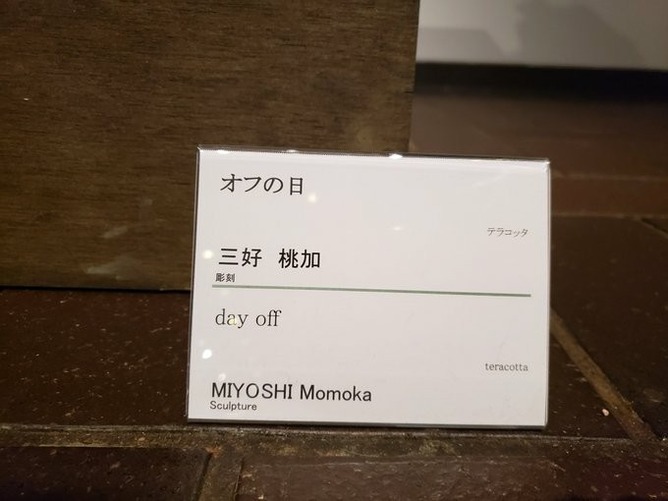 オフの日
テラコッタ
三好 桃加
彫刻
day off
teracotta
MIYOSHI Momoka
Sculpture